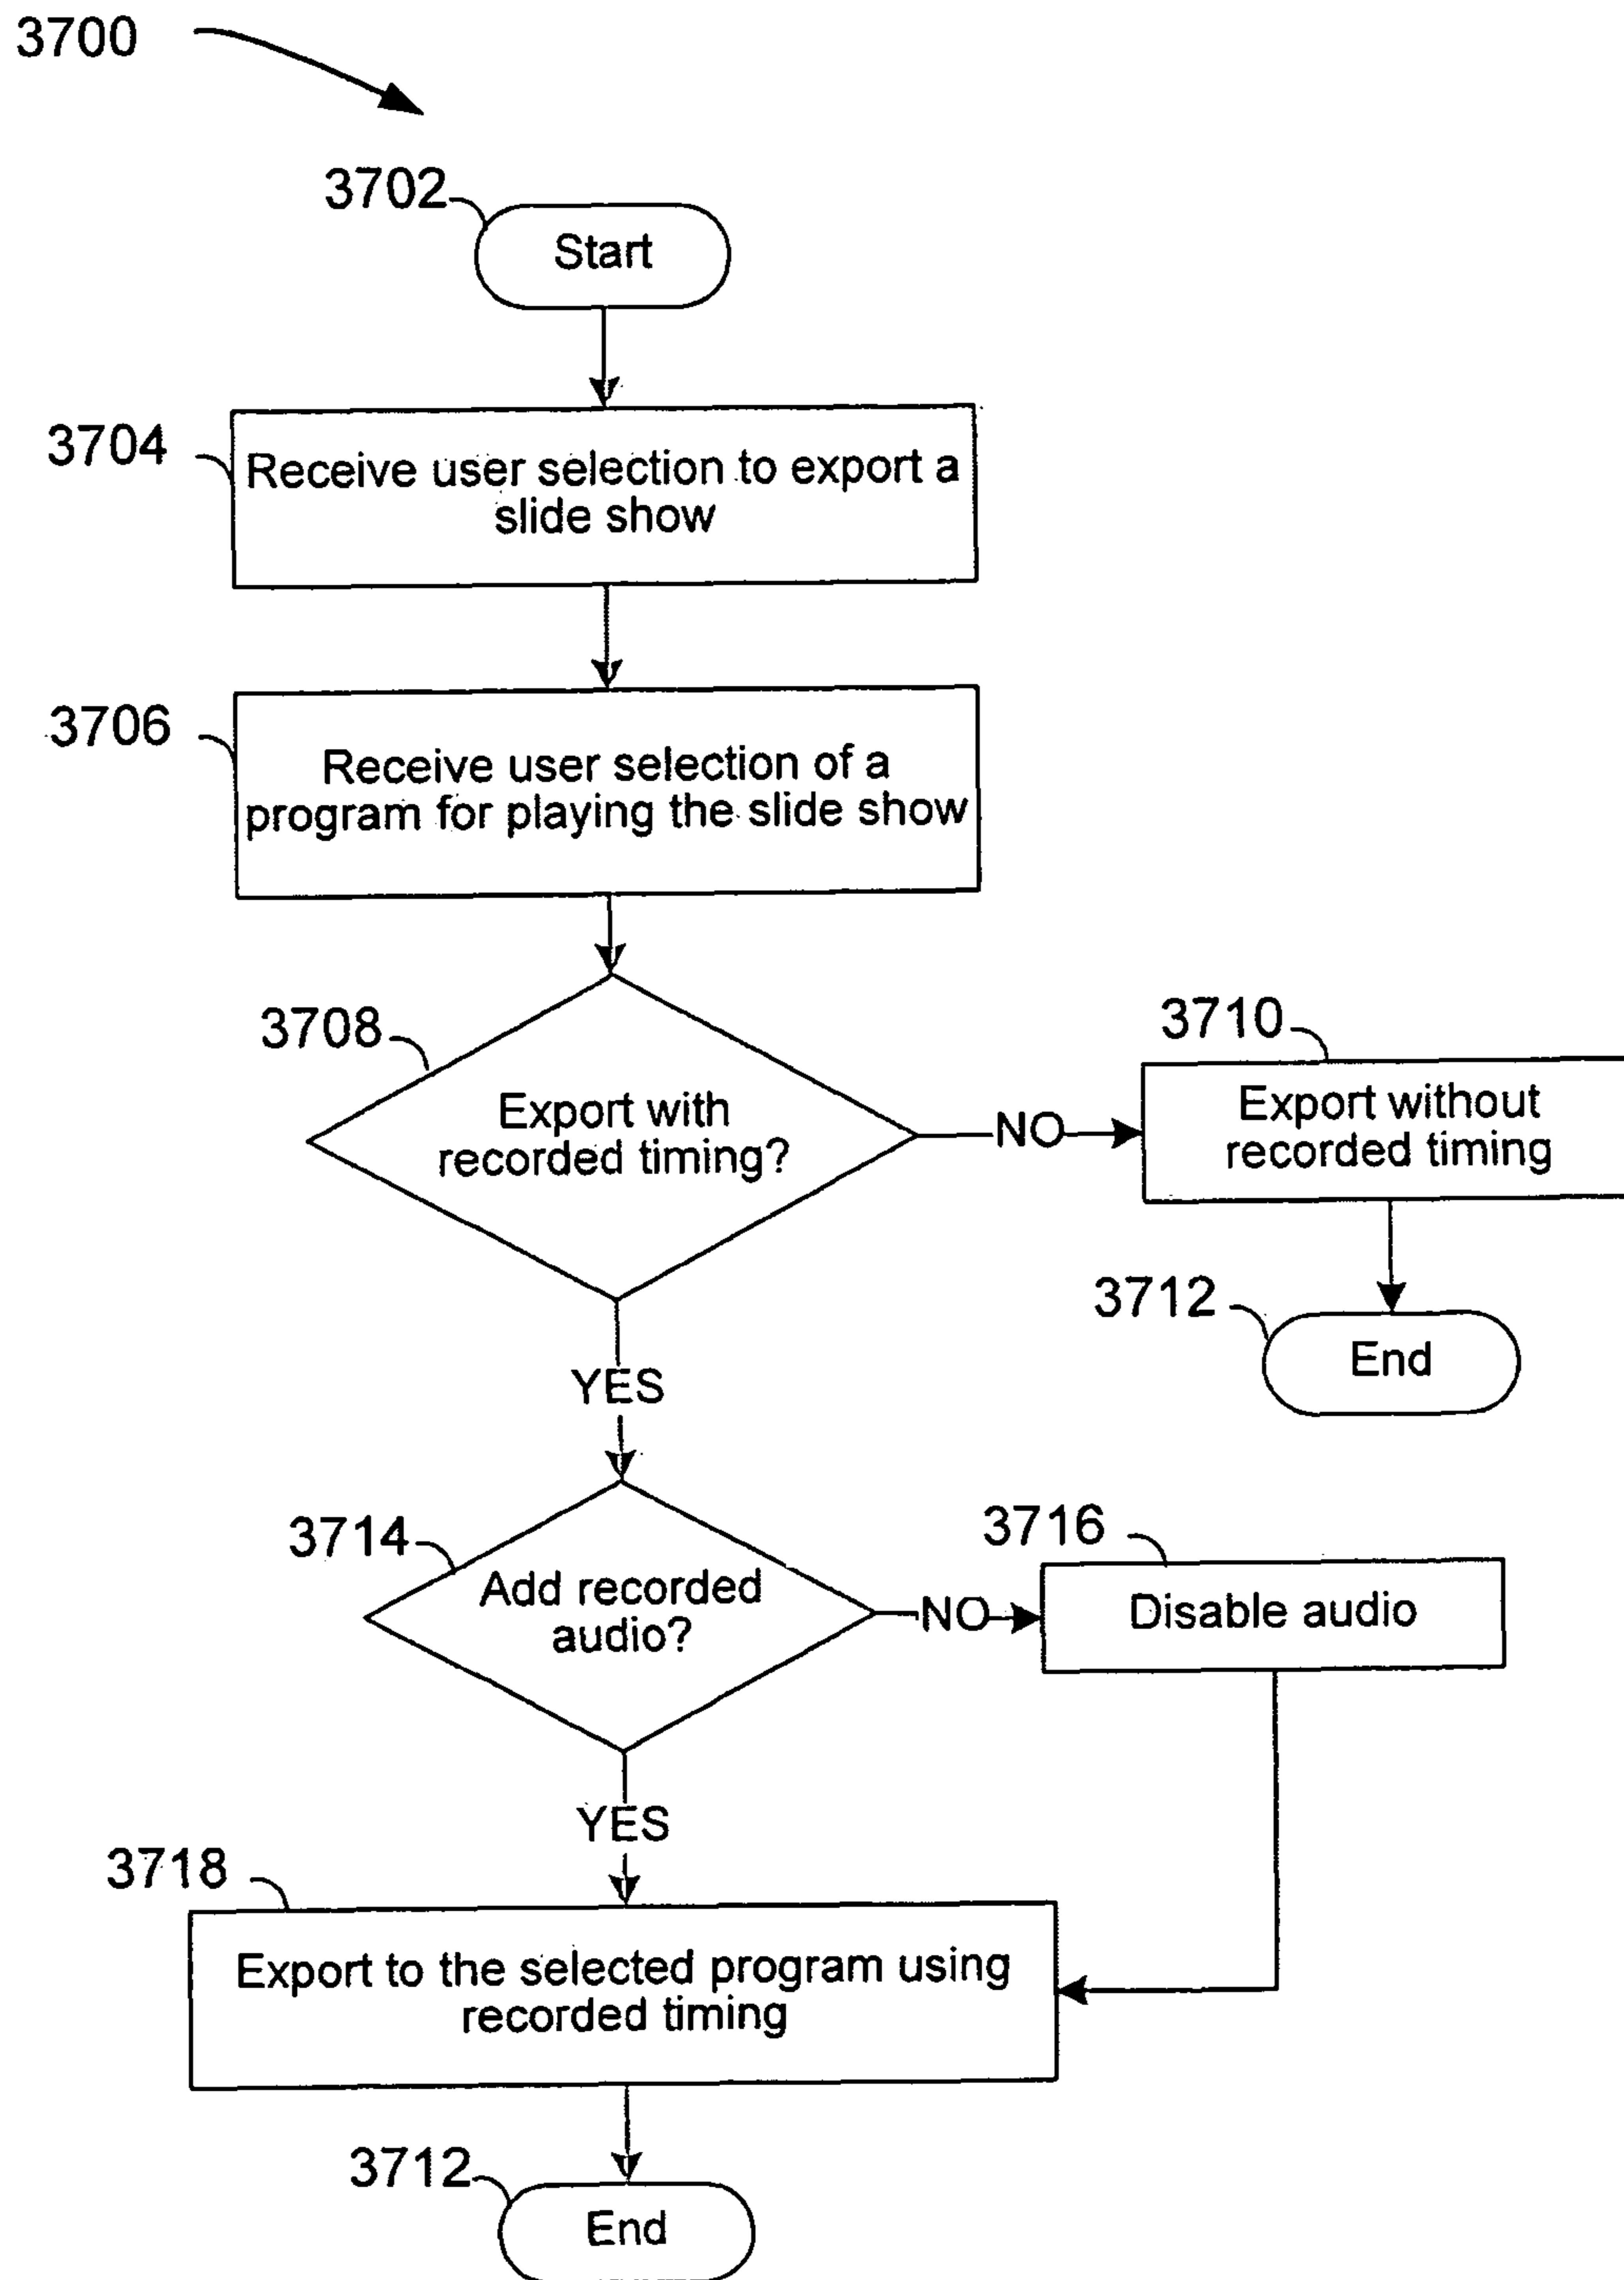 3700
3702
Start
3704
Receive user selection to export a
slide show
3706
Receive user selection of a
program for playing the slide show
3708
Export with
recorded timing?
NO
3710
Export without
recorded timing
3712
End
YES
3714
Add recorded
audio?
NO
3716
Disable audio
YES
3718
Export to the selected program using
recorded timing
3712
End